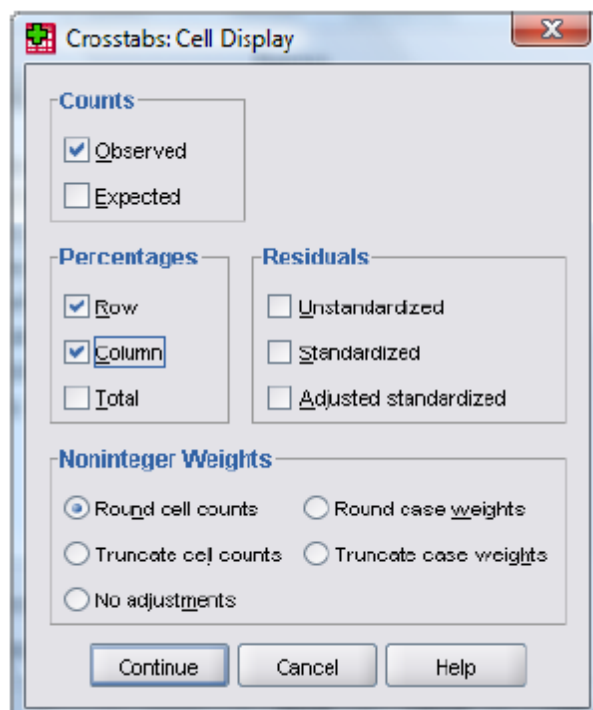 Crosstabs: Cell Display
Counts
Observed
Expected
Percentages
Row
Column
Total
Residuals
Unstandardized
Standardized
Adjusted standardized
Noninteger Weights
Round cell counts
Round case weights
Truncate cell counts
Truncate case weights
No adjustments
Continue
Cancel
Help